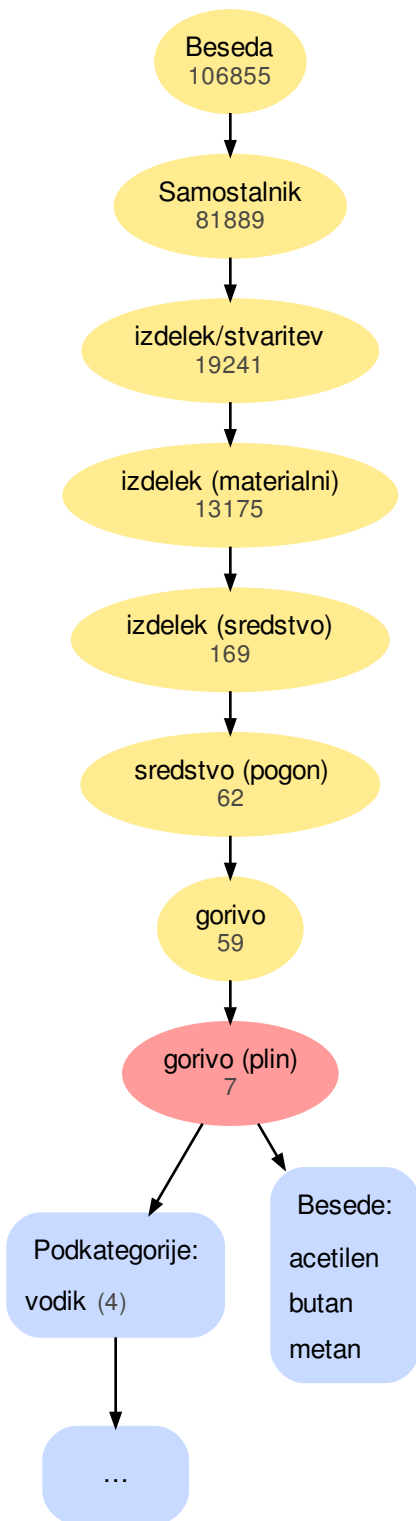 Beseda
106855
Samostalnik
81889
izdelek/stvaritev
19241
izdelek (materialni)
13175
izdelek (sredstvo)
169
sredstvo (pogon)
62
gorivo
59
gorivo (plin)
7
Podkategorije:
vodik (4)
...
Besede:
acetilen
butan
metan